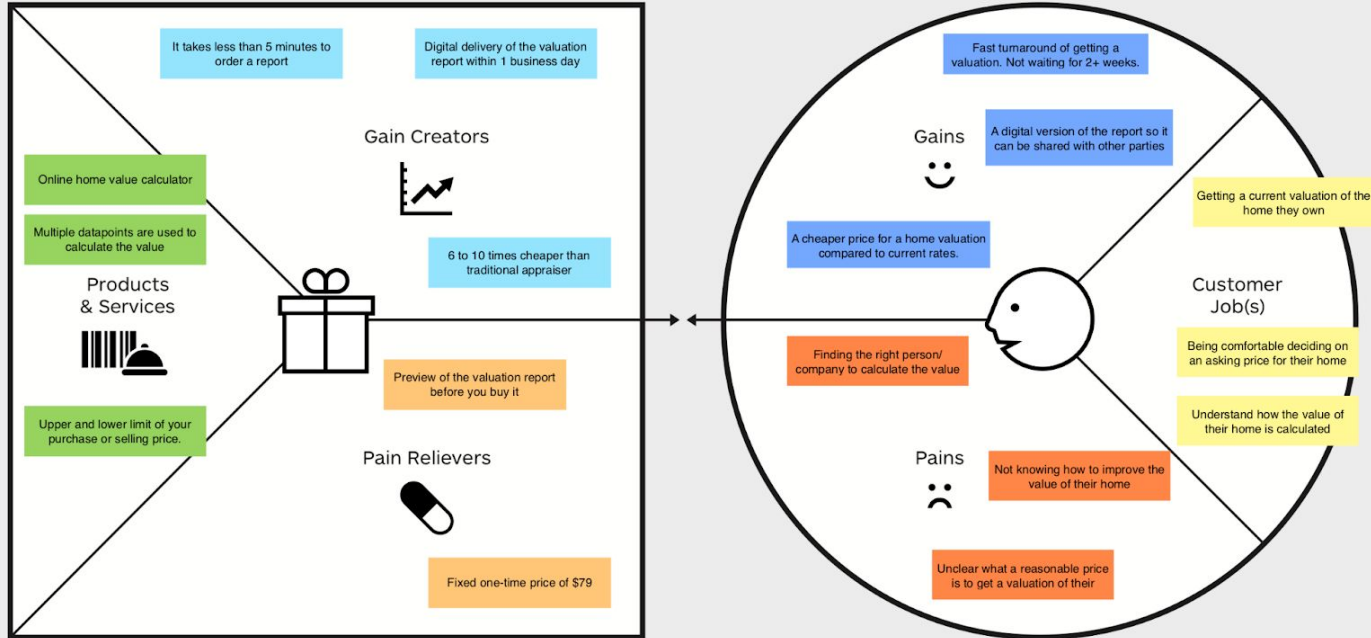 It takes less than 5 minutes to
order a report
Digital delivery of the valuation
report within 1 business day
Gain Creators
6 to 10 times cheaper than
traditional appraiser
Online home value calculator
Multiple datapoints are used to
calculate the value
Products
& Services
Upper and lower limit of your
purchase or selling price.
Preview of the valuation report
before you buy it
Pain Relievers
Fixed one-time price of $79
Fast turnaround of getting a
valuation. Not waiting for 2+ weeks.
Gains
A digital version of the report so it
can be shared with other parties
A cheaper price for a home valuation
compared to current rates.
Getting a current valuation of the
home they own
Customer
Job(s)
Being comfortable deciding on
an asking price for their home
Understand how the value of
their home is calculated
Finding the right person/
company to calculate the value
Pains
Not knowing how to improve the
value of their home
Unclear what a reasonable price
is to get a valuation of their